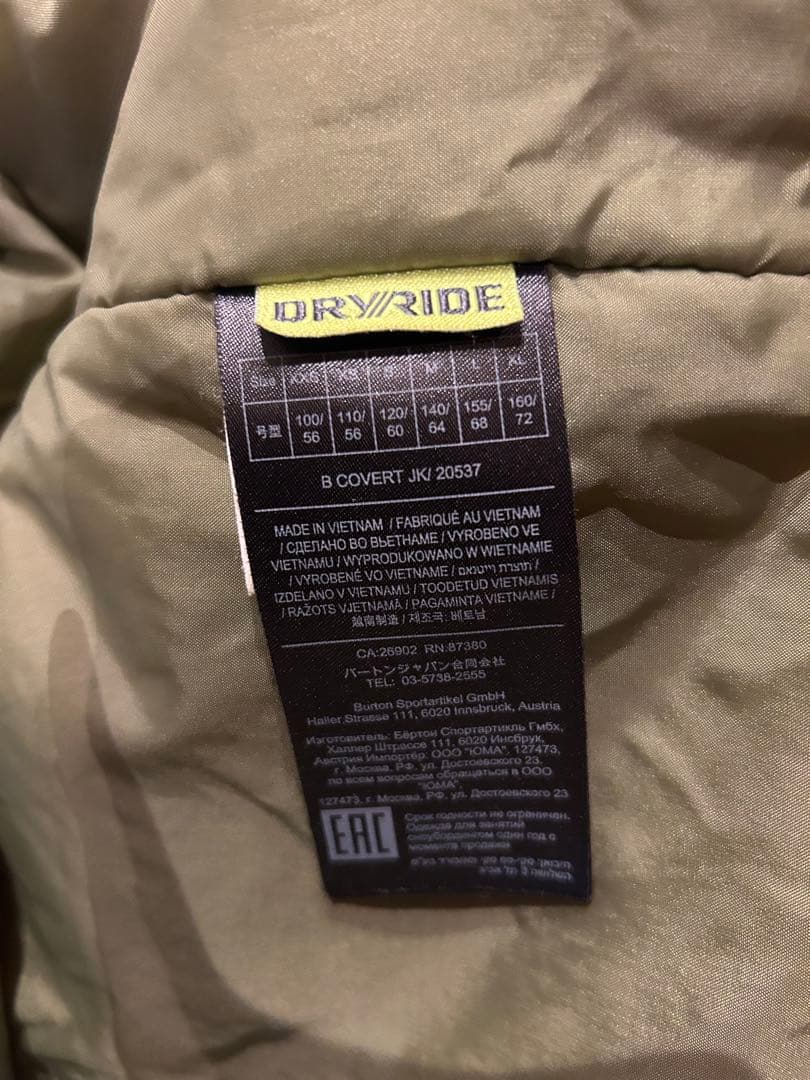 DRYRIDE
Size XXS XS S M L XL
号型 100/56 110/56 120/60 140/64 155/68 160/72
B COVERT JK/ 20537
MADE IN VIETNAM / FABRIQUÉ AU VIETNAM
/ СДЕЛАНО ВО ВЬЕТНАМЕ / VYROBENO VE
VIETNAMU / WYPRODUKOWANO W WIETNAMIE
/ VYROBENÉ VO VIETNAME / תוצרת וייטנאם
IZDELANO V VIETNAMU / TOODETUD VIETNAMIS
/ RAŽOTS VJETNAMĀ / PAGAMINTA VIETNAME /
越南制造 / 제조국: 베트남
CA:26902 RN:87380
バートンジャパン合同会社
TEL: 03-5738-2555
Burton Sportartikel GmbH
Haller Strasse 111, 6020 Innsbruck, Austria
Изготовитель: Бёртон Спортартикль Гмбх,
Халлер Штрассе 111, 6020 Инсбрук,
Австрия Импортёр: ООО "ЮМА", 127473,
г. Москва, РФ, ул. Достоевского 23,
по всем вопросам обращаться в ООО
"ЮМА"
127473, г. Москва, РФ, ул. Достоевского 23
EAC
Срок годности не ограничен.
Одежда для занятий
сноубордингом один год с
момента продажи